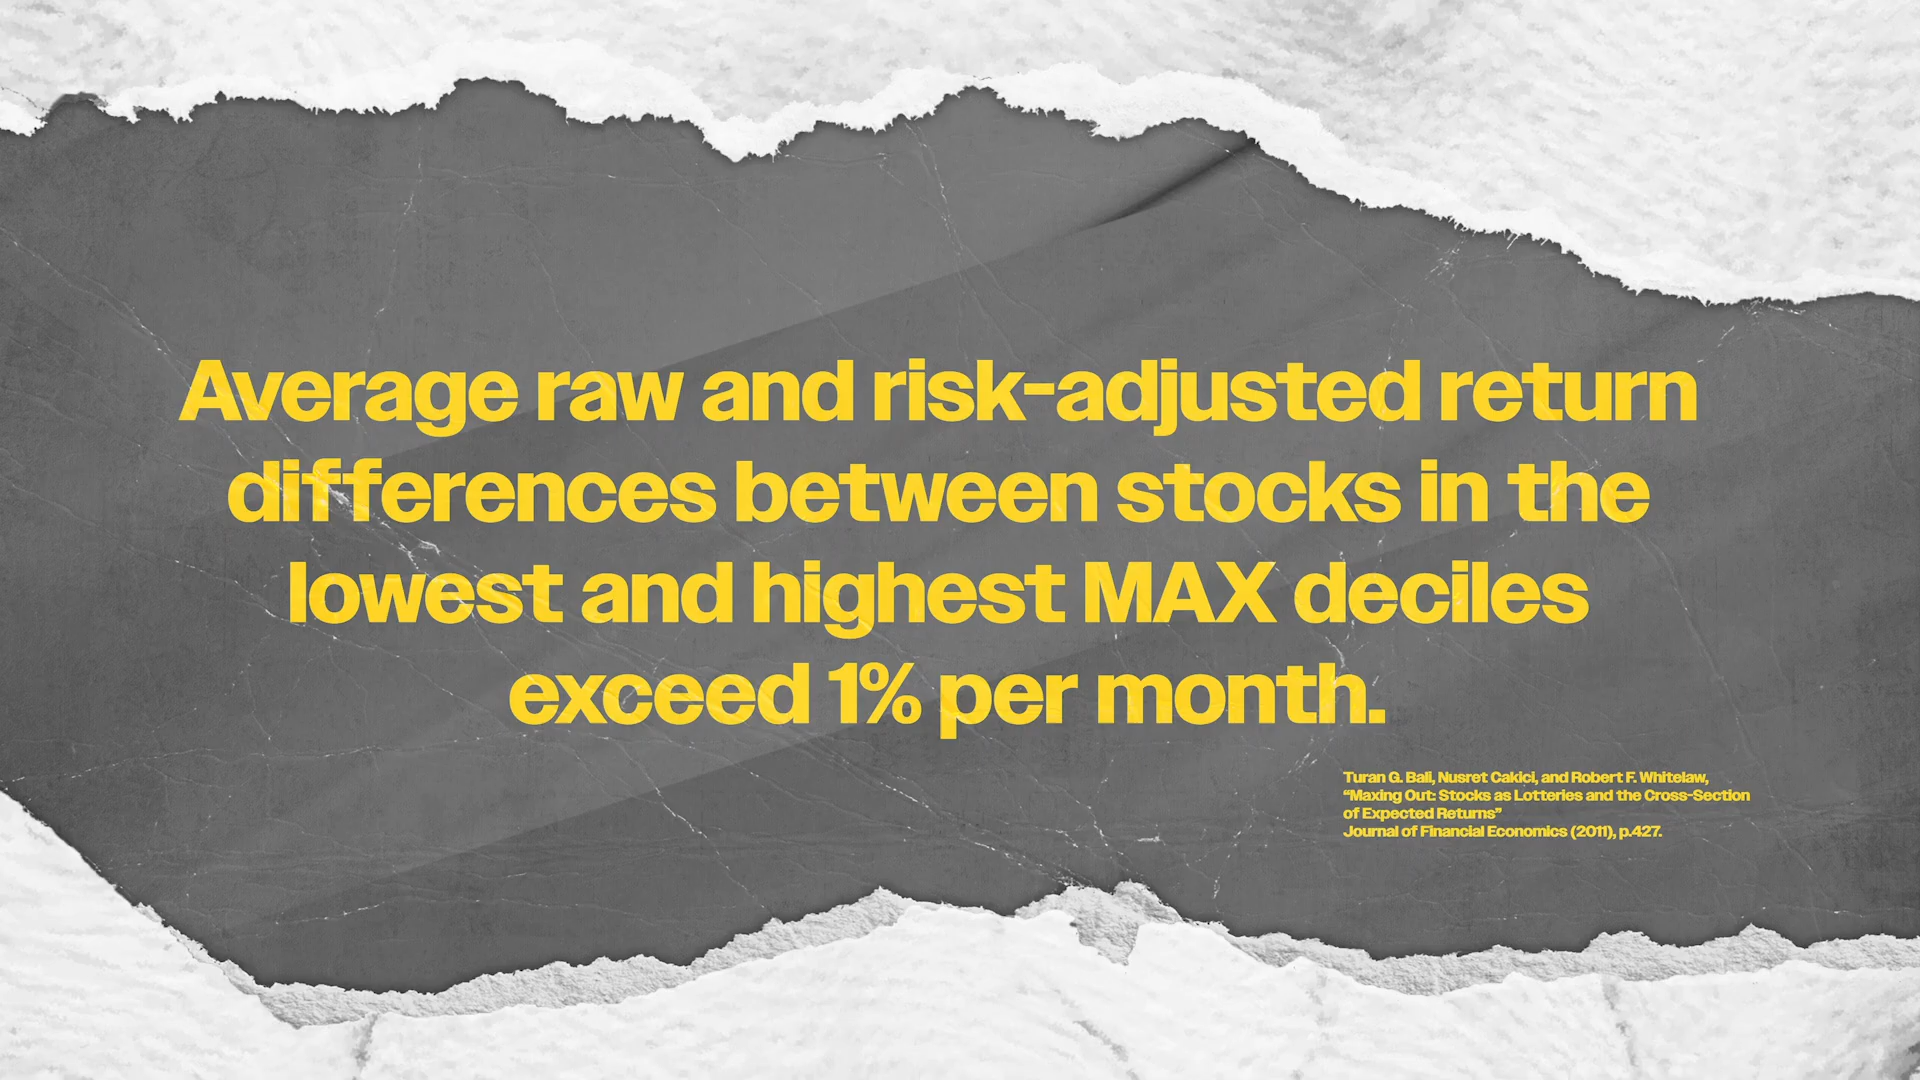 Average raw and risk-adjusted return
differences between stocks in the
lowest and highest MAX deciles
exceed 1% per month.
Turan G. Bali, Nusret Cakici, and Robert F. Whitelaw,
“Maxing Out: Stocks as Lotteries and the Cross-Section
of Expected Returns”
Journal of Financial Economics (2011), p.427.